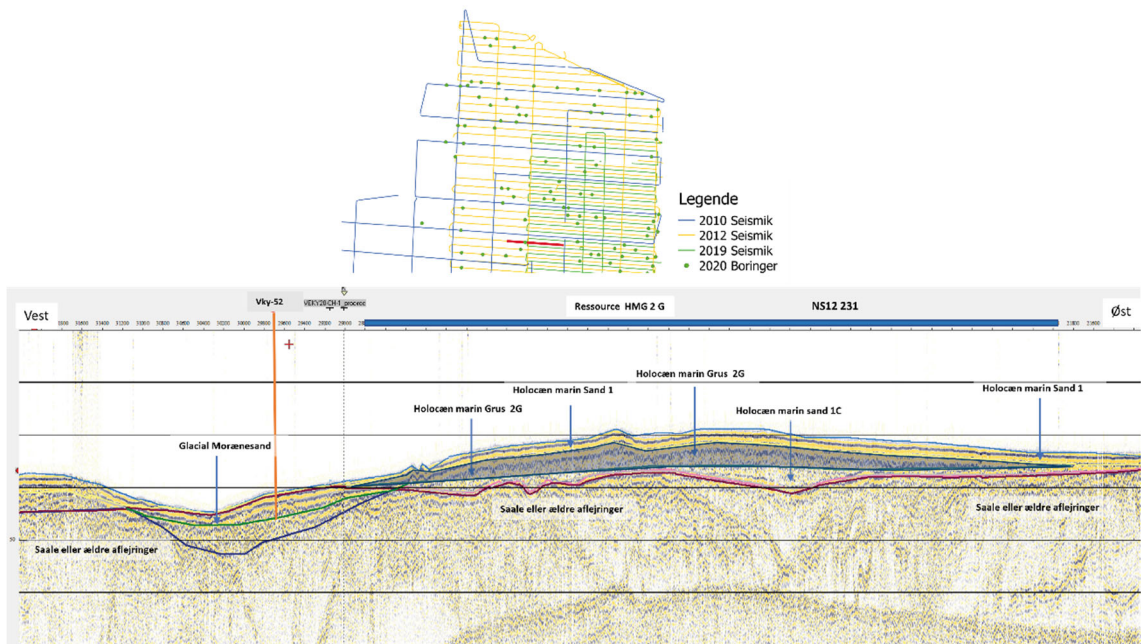 Legende
2010 Seismik
2012 Seismik
2019 Seismik
2020 Boringer
Vest
Vky-52
Ressource HMG 2 G
NS12 231
Øst
Holocæn marin Grus 2G
Holocæn marin Sand 1
Holocæn marin Sand 1
Holocæn marin Grus 2G
Holocæn marin sand 1C
Glacial Morænesand
Saale eller ældre aflejringer
Saale eller ældre aflejringer
Saale eller ældre aflejringer